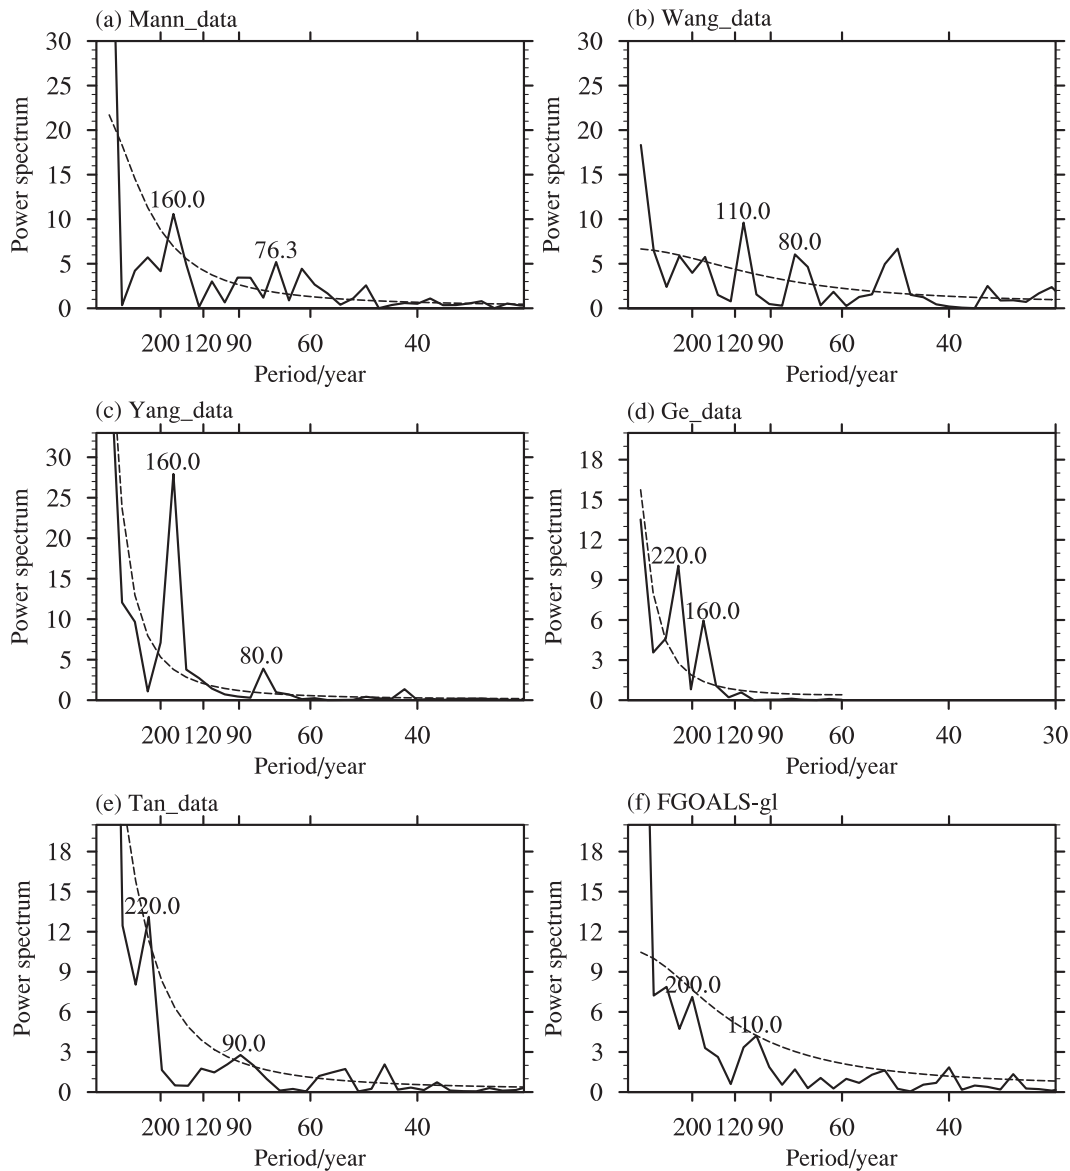 (a) Mann_data
Power spectrum
30
25
20
15
10
5
0
160.0
76.3
200 120 90 60 40
Period/year
(b) Wang_data
Power spectrum
30
25
20
15
10
5
0
110.0
80.0
200 120 90 60 40
Period/year
(c) Yang_data
Power spectrum
30
25
20
15
10
5
0
160.0
80.0
200 120 90 60 40
Period/year
(d) Ge_data
Power spectrum
18
15
12
9
6
3
0
220.0
160.0
200 120 90 60 40 30
Period/year
(e) Tan_data
Power spectrum
18
15
12
9
6
3
0
220.0
90.0
200 120 90 60 40
Period/year
(f) FGOALS-gl
Power spectrum
18
15
12
9
6
3
0
200.0
110.0
200 120 90 60 40
Period/year